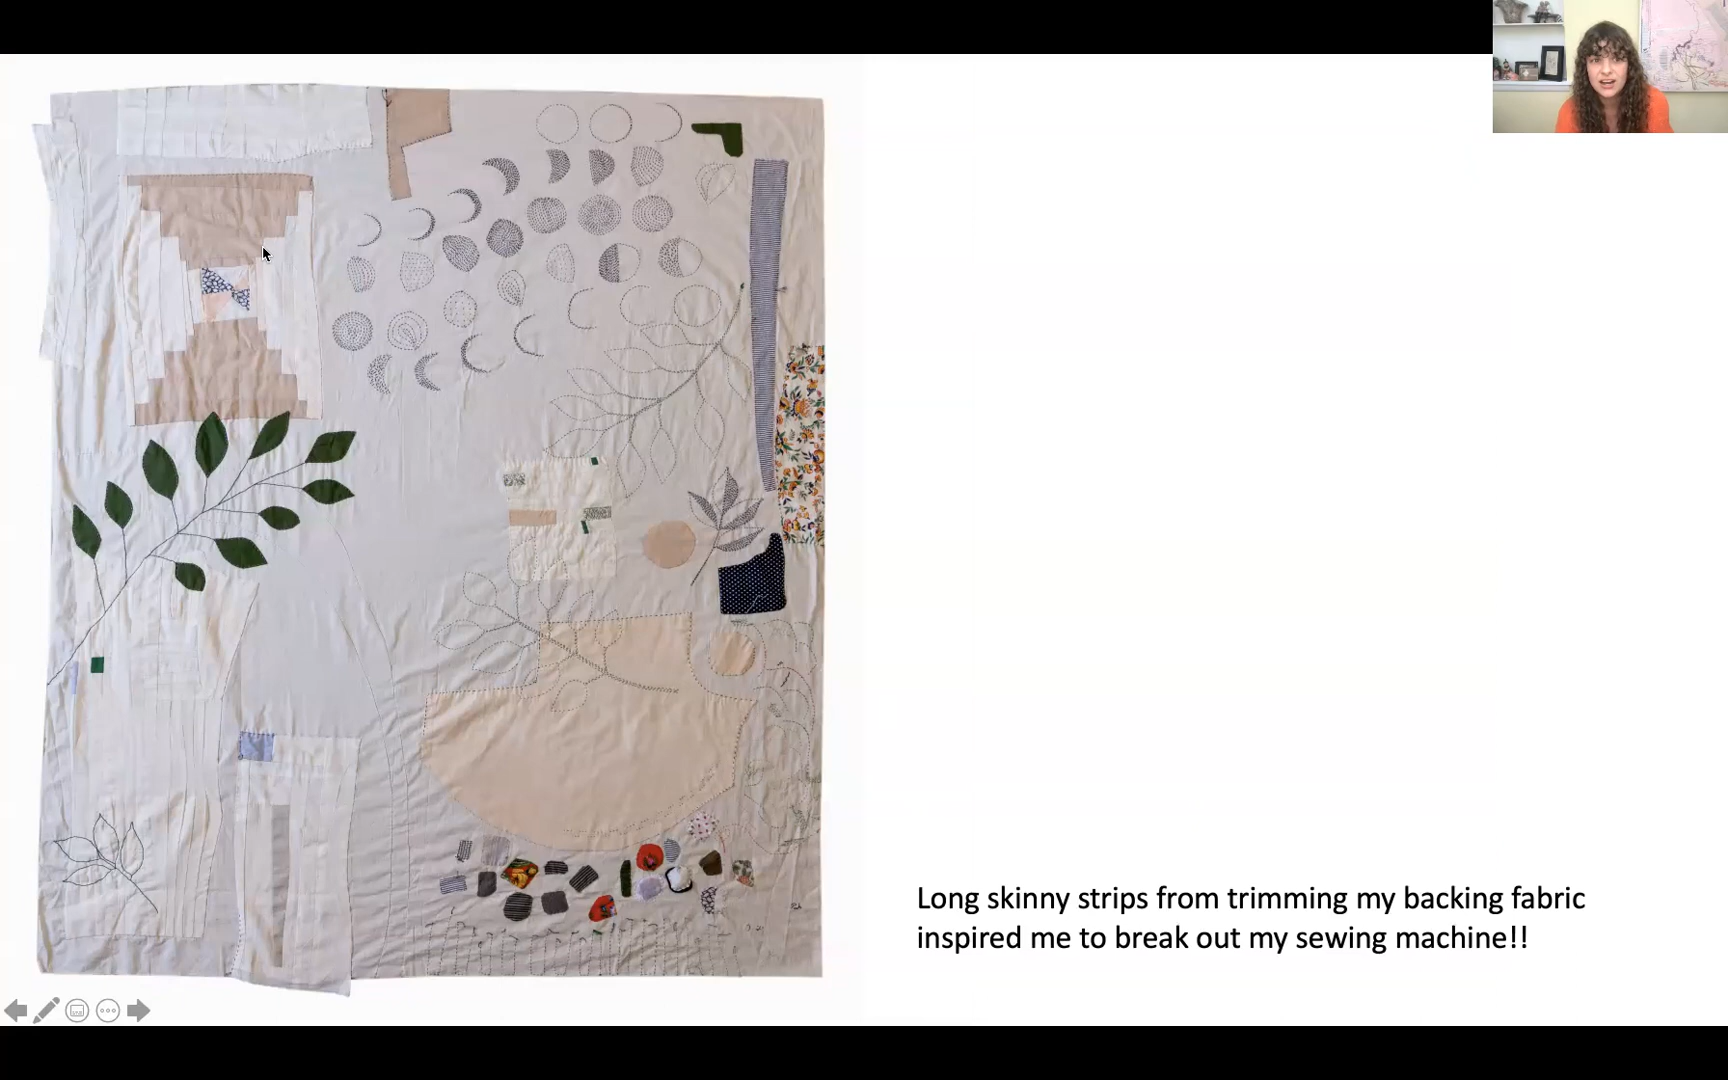 Long skinny strips from trimming my backing fabric
inspired me to break out my sewing machine!!